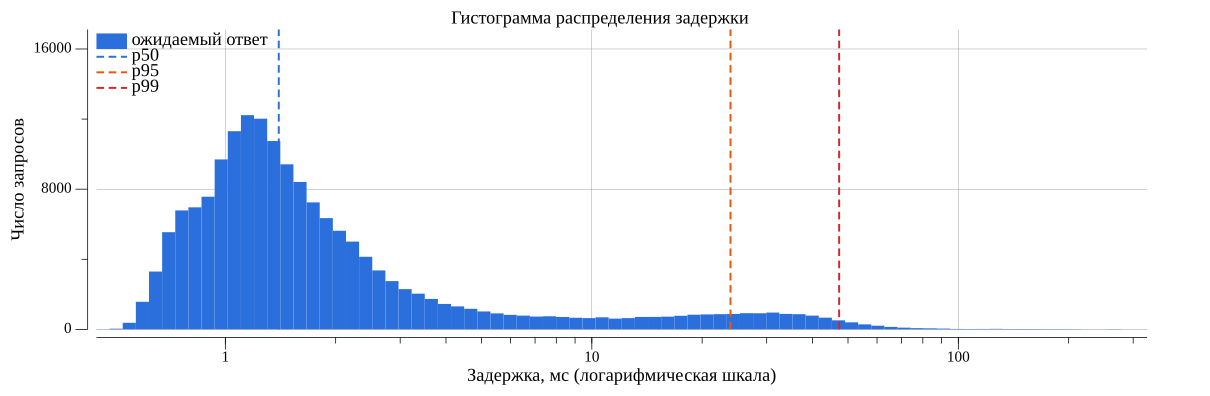 Гистограмма распределения задержки
ожидаемый ответ
p50
p95
p99
Число запросов
16000
8000
0
1
10
100
Задержка, мс (логарифмическая шкала)